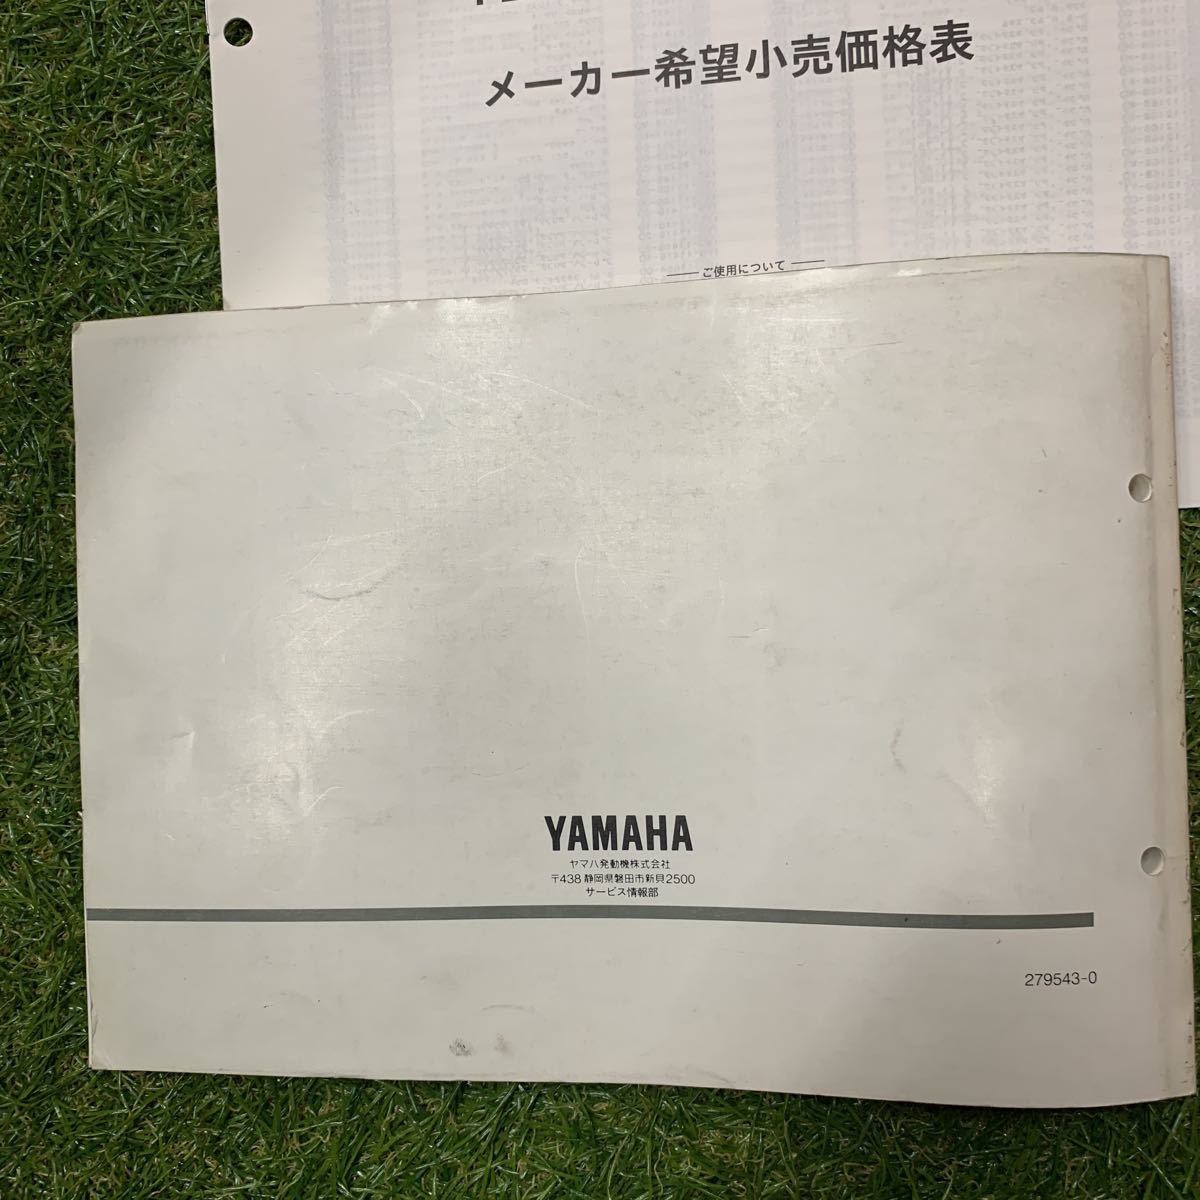 メーカー希望小売価格表
ご使用について
YAMAHA
ヤマハ発動機株式会社
〒438 静岡県磐田市新貝2500
サービス情報部
279543-0